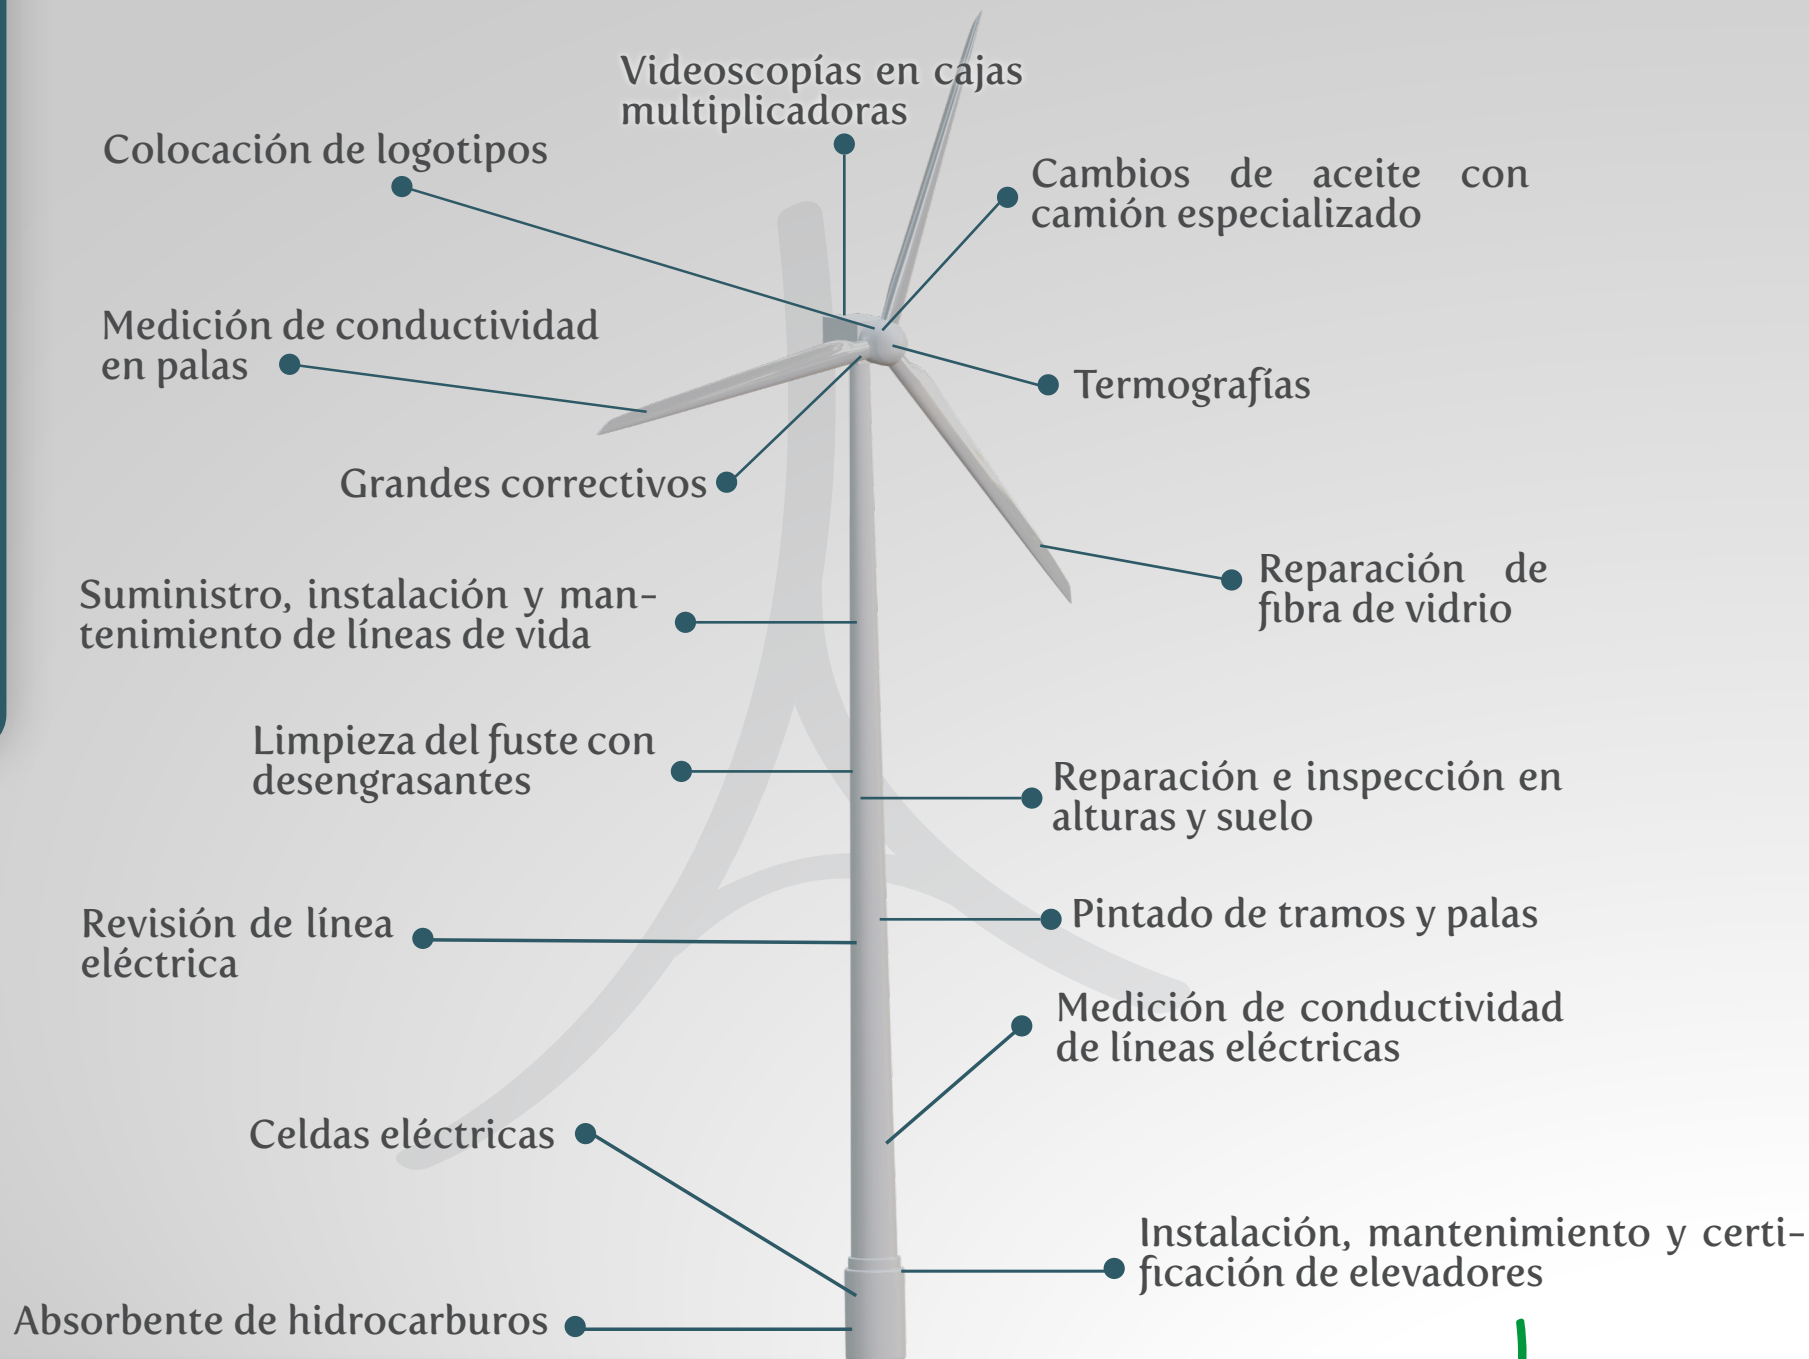 Videoscopías en cajas
multiplicadoras
Colocación de logotipos
Cambios de aceite con
camión especializado
Medición de conductividad
en palas
Termografías
Grandes correctivos
Reparación de
fibra de vidrio
Suministro, instalación y man-
tenimiento de líneas de vida
Limpieza del fuste con
desengrasantes
Reparación e inspección en
alturas y suelo
Revisión de línea
eléctrica
Pintado de tramos y palas
Medición de conductividad
de líneas eléctricas
Celdas eléctricas
Instalación, mantenimiento y certi-
ficación de elevadores
Absorbente de hidrocarburos